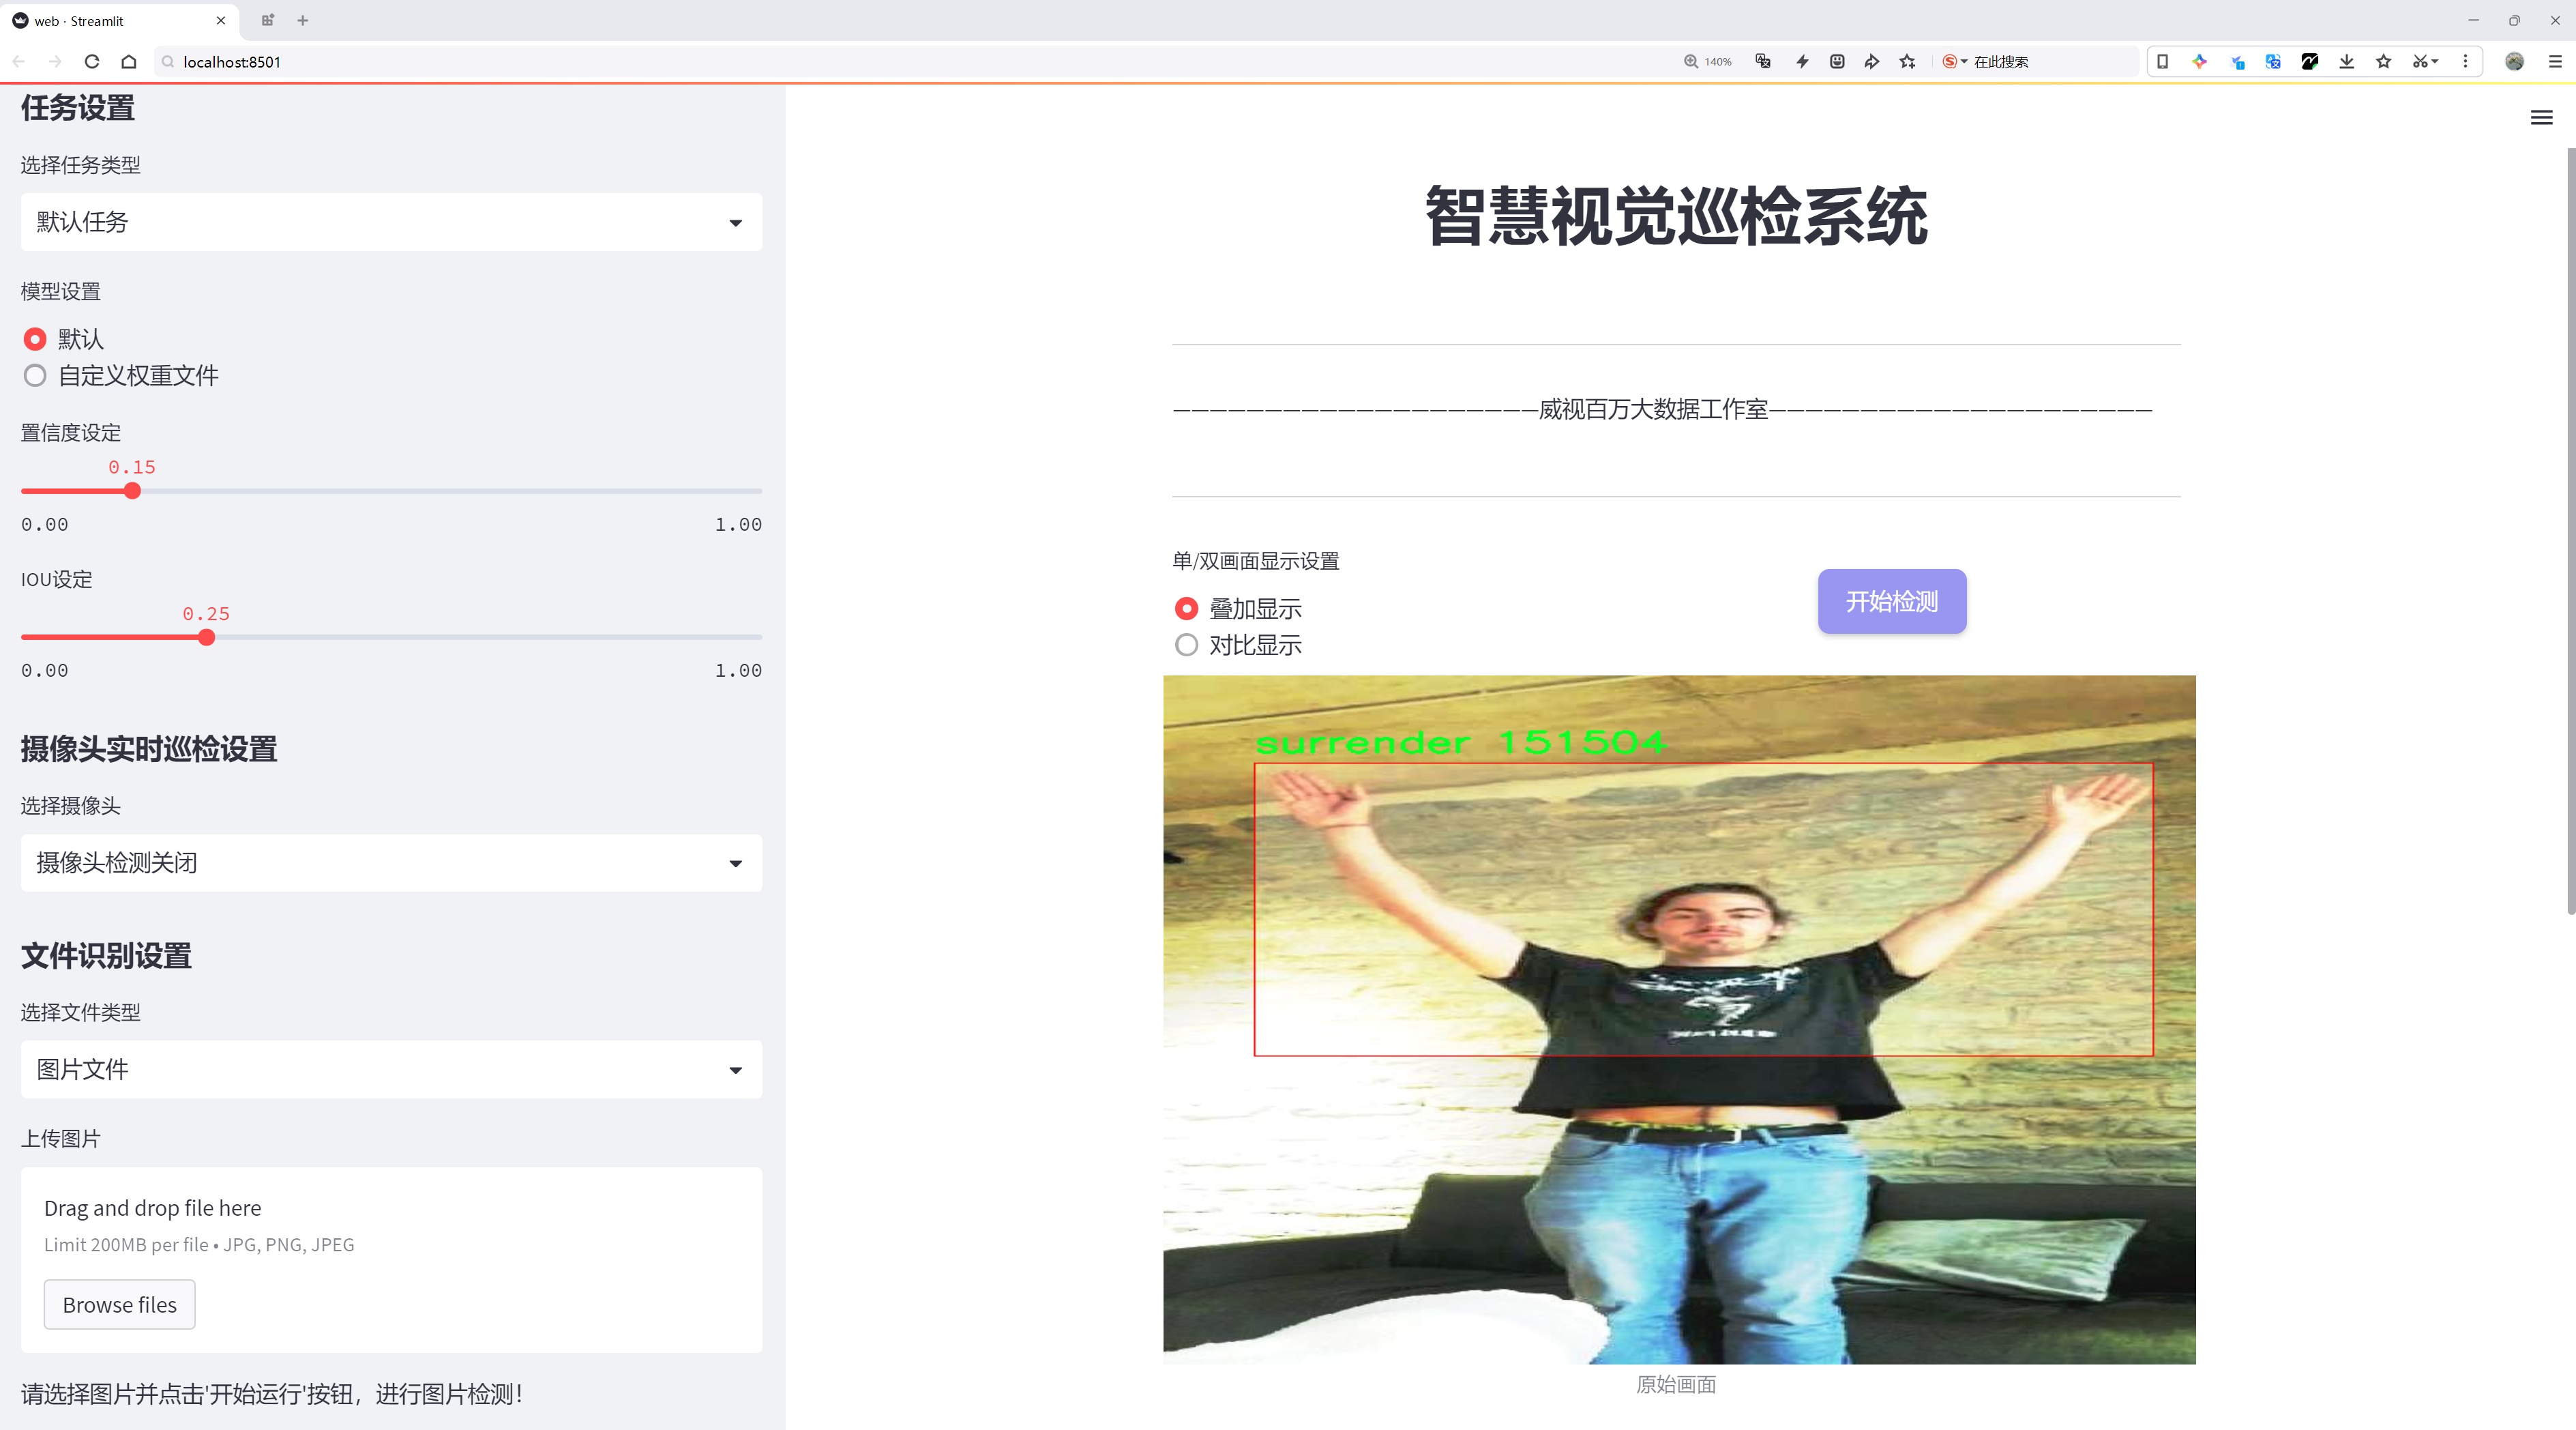 web · Streamlit
localhost:8501
140%
在此搜索
任务设置
选择任务类型
默认任务
模型设置
默认
自定义权重文件
置信度设定
0.15
0.00
1.00
IOU设定
0.25
0.00
1.00
摄像头实时巡检设置
选择摄像头
摄像头检测关闭
文件识别设置
选择文件类型
图片文件
上传图片
Drag and drop file here
Limit 200MB per file • JPG, PNG, JPEG
Browse files
请选择图片并点击'开始运行'按钮，进行图片检测！
智慧视觉巡检系统
—————————————————————威视百万大数据工作室—————————————————————
单/双画面显示设置
叠加显示
对比显示
开始检测
surrender 151504
原始画面